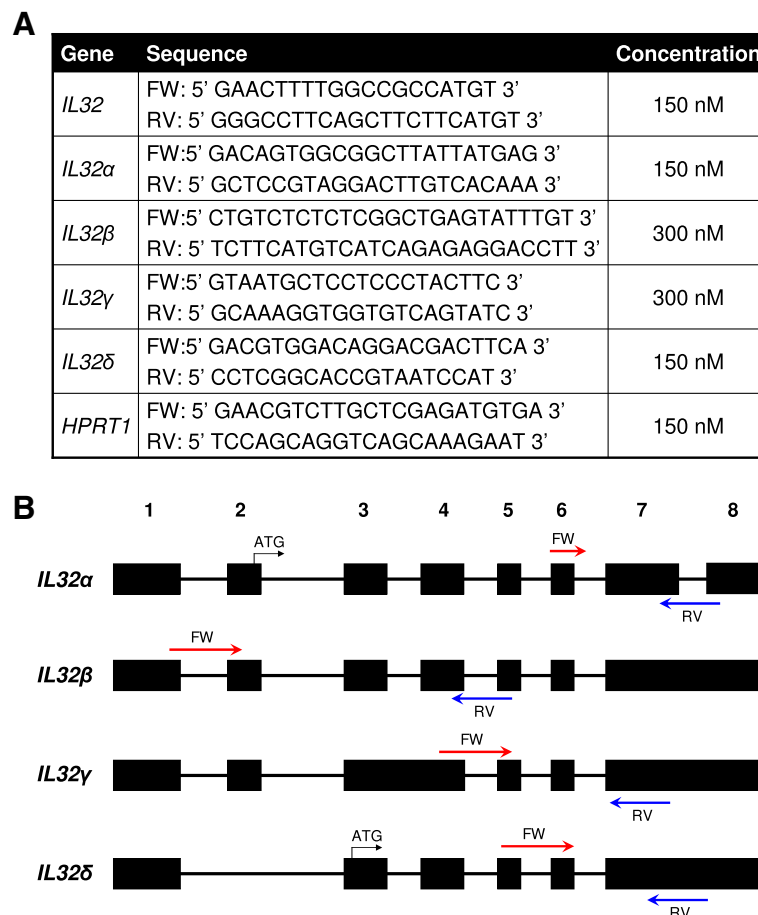 A
Gene Sequence Concentration
IL32
FW: 5' GAACTTTTGGCCGCCATGT 3'
RV: 5' GGGCCTTCAGCTTCTTCATGT 3'
150 nM
IL32α
FW:5' GACAGTGGCGGCTTATTATGAG 3'
RV: 5' GCTCCGTAGGACTTGTCACAAA 3'
150 nM
IL32β
FW:5' CTGTCTCTCTCGGCTGAGTATTTGT 3'
RV: 5' TCTTCATGTCATCAGAGAGGACCTT 3'
300 nM
IL32γ
FW:5' GTAATGCTCCTCCCTACTTC 3'
RV: 5' GCAAAGGTGGTGTCAGTATC 3'
300 nM
IL32δ
FW: 5' GACGTGGACAGGACGACTTCA 3'
RV: 5' CCTCGGCACCGTAATCCAT 3'
150 nM
HPRT1
FW: 5' GAACGTCTTGCTCGAGATGTGA 3'
RV: 5' TCCAGCAGGTCAGCAAAGAAT 3'
150 nM
B
1 2 3 4 5 6 7 8
ATG FW
IL32α
RV
FW
IL32β
RV
FW
IL32γ
RV
ATG FW
IL32δ
RV